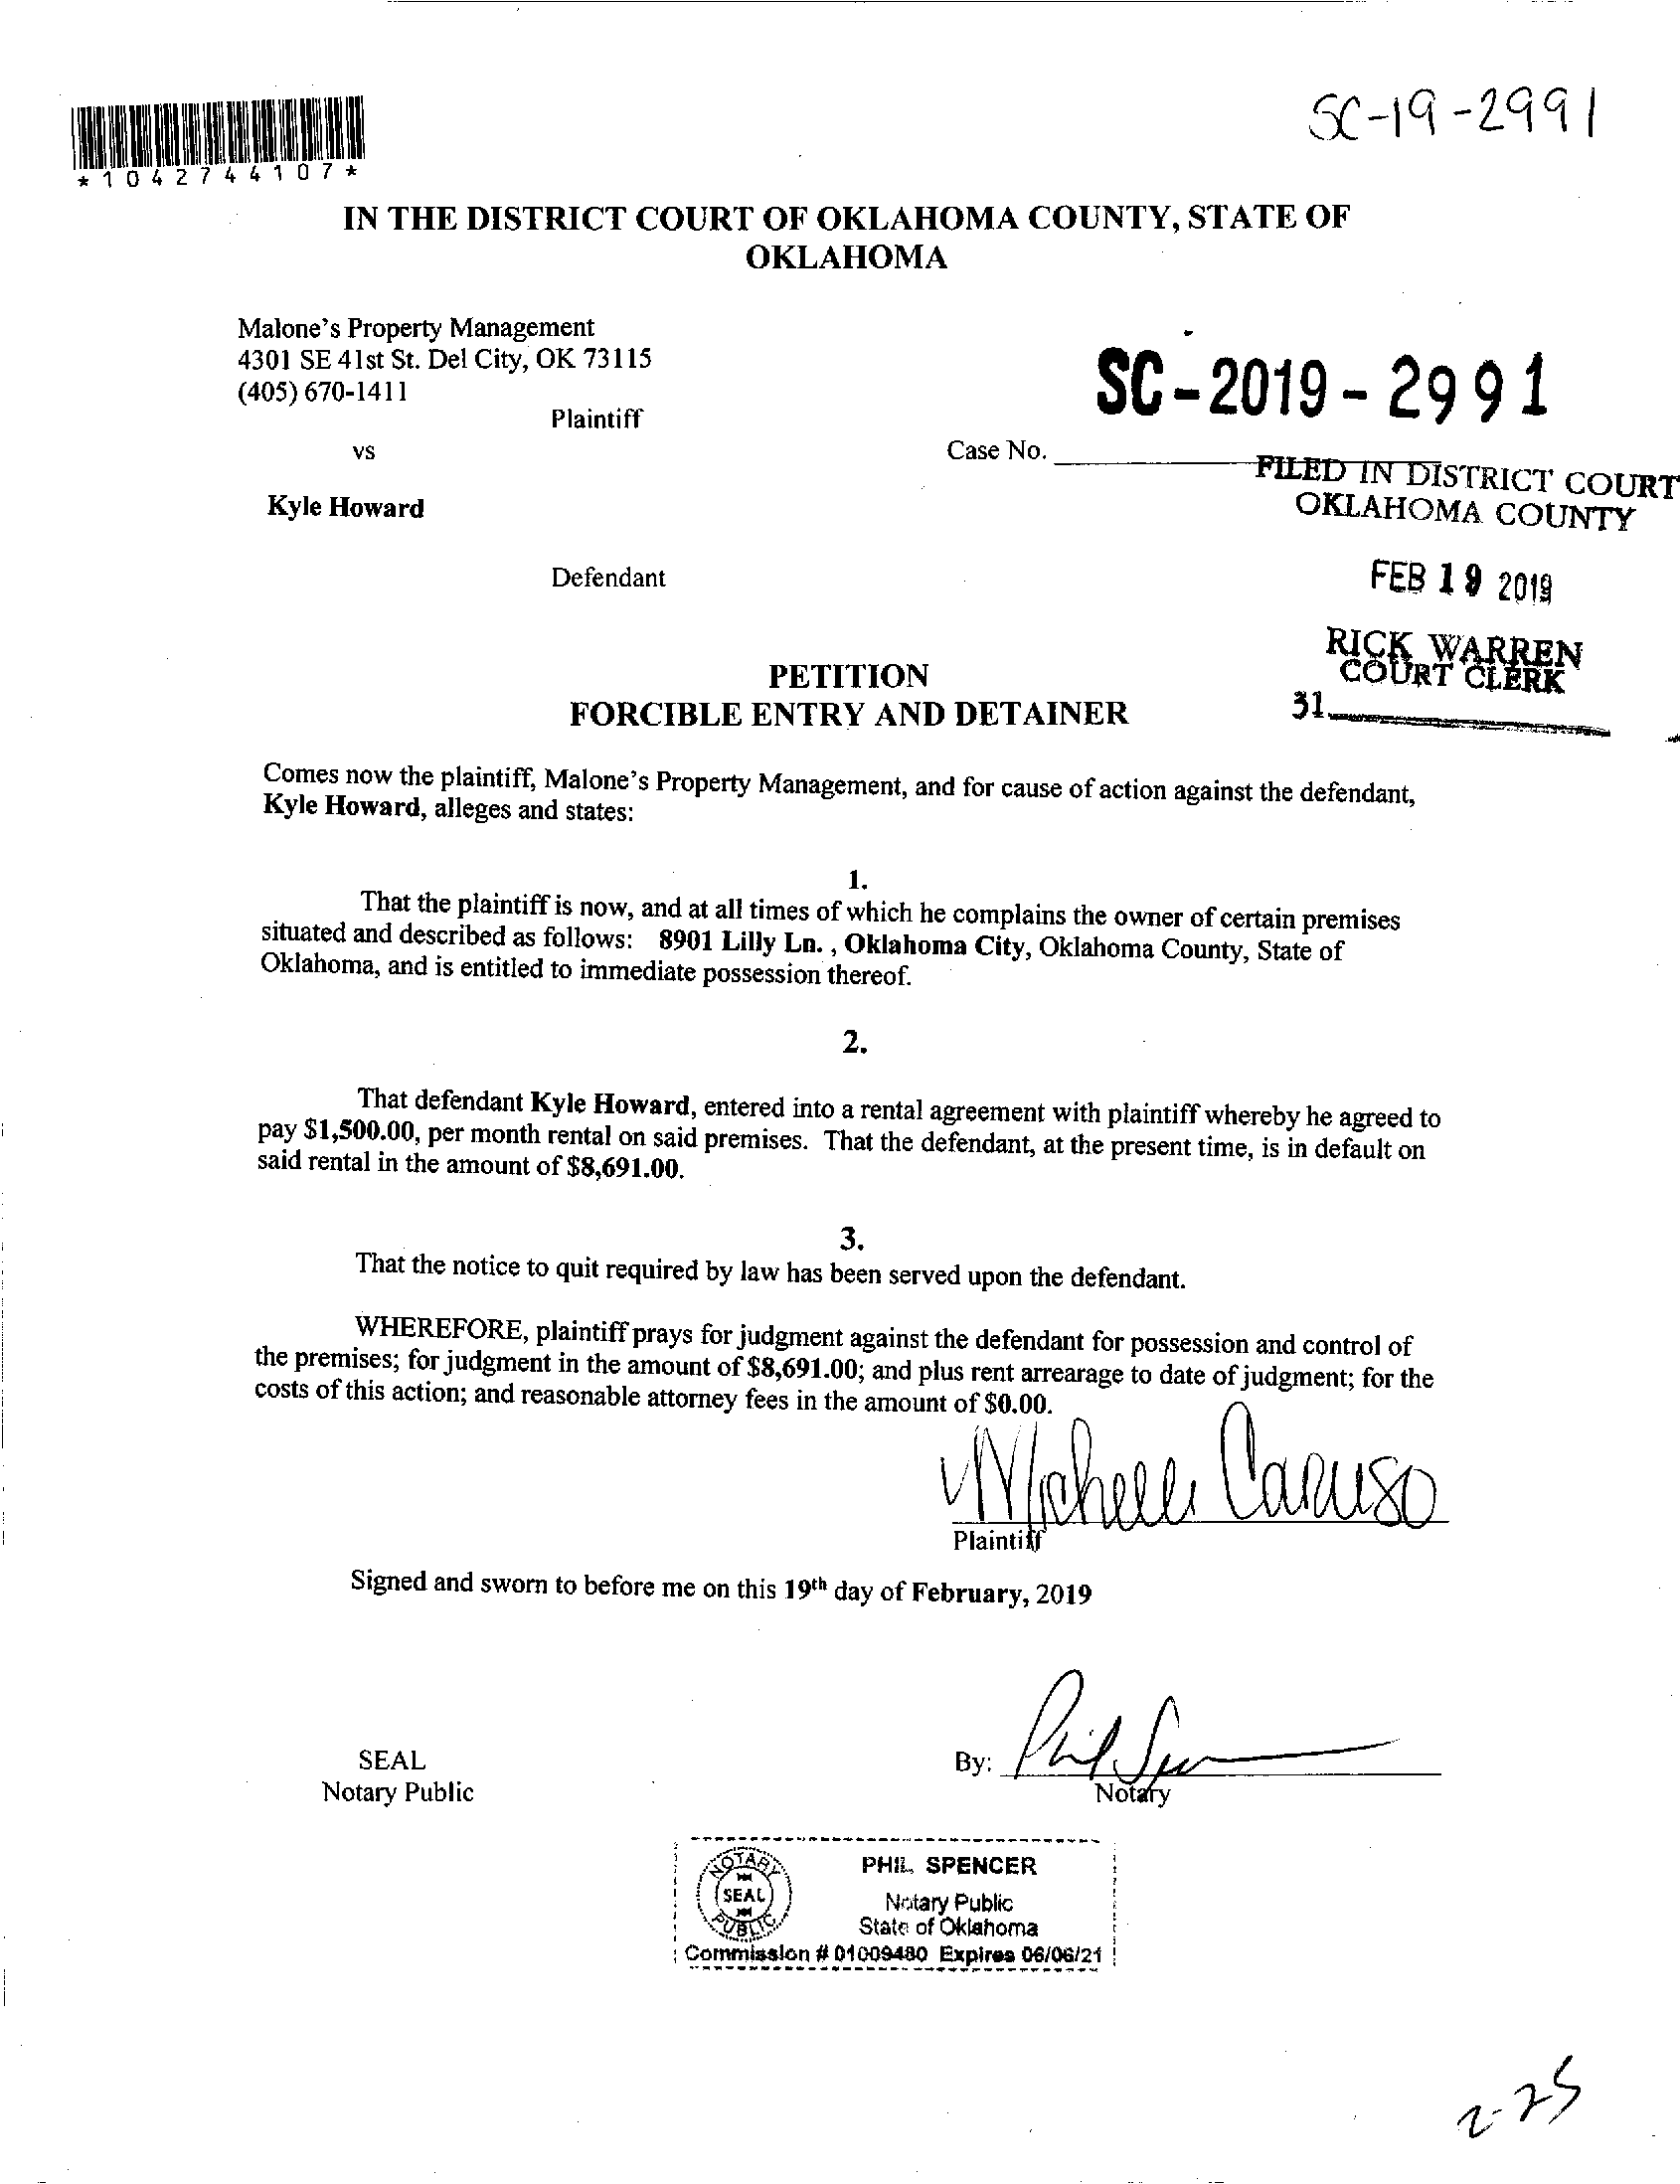 SC-19-2991
*1042744107*
IN THE DISTRICT COURT OF OKLAHOMA COUNTY, STATE OF
OKLAHOMA
Malone's Property Management
4301 SE 41st St. Del City, OK 73115
(405) 670-1411
Plaintiff
SC-2019-2991
vs
Case No.
FILED IN DISTRICT COURT
OKLAHOMA COUNTY
Kyle Howard
Defendant
FEB 19 2019
RICK WARREN
COURT CLERK
31
PETITION
FORCIBLE ENTRY AND DETAINER
Comes now the plaintiff, Malone's Property Management, and for cause of action against the defendant,
Kyle Howard, alleges and states:
1.
That the plaintiff is now, and at all times of which he complains the owner of certain premises
situated and described as follows: 8901 Lilly Ln. , Oklahoma City, Oklahoma County, State of
Oklahoma, and is entitled to immediate possession thereof.
2.
That defendant Kyle Howard, entered into a rental agreement with plaintiff whereby he agreed to
pay $1,500.00, per month rental on said premises. That the defendant, at the present time, is in default on
said rental in the amount of $8,691.00.
3.
That the notice to quit required by law has been served upon the defendant.
WHEREFORE, plaintiff prays for judgment against the defendant for possession and control of
the premises; for judgment in the amount of $8,691.00; and plus rent arrearage to date of judgment; for the
costs of this action; and reasonable attorney fees in the amount of $0.00.
Michelle Caruso
Plaintiff
Signed and sworn to before me on this 19th day of February, 2019
SEAL
Notary Public
By: Phil Spencer
Notary
NOTARY
SEAL
PUBLIC
PHIL SPENCER
Notary Public
State of Oklahoma
Commission # 01009480 Expires 06/06/21
2-25